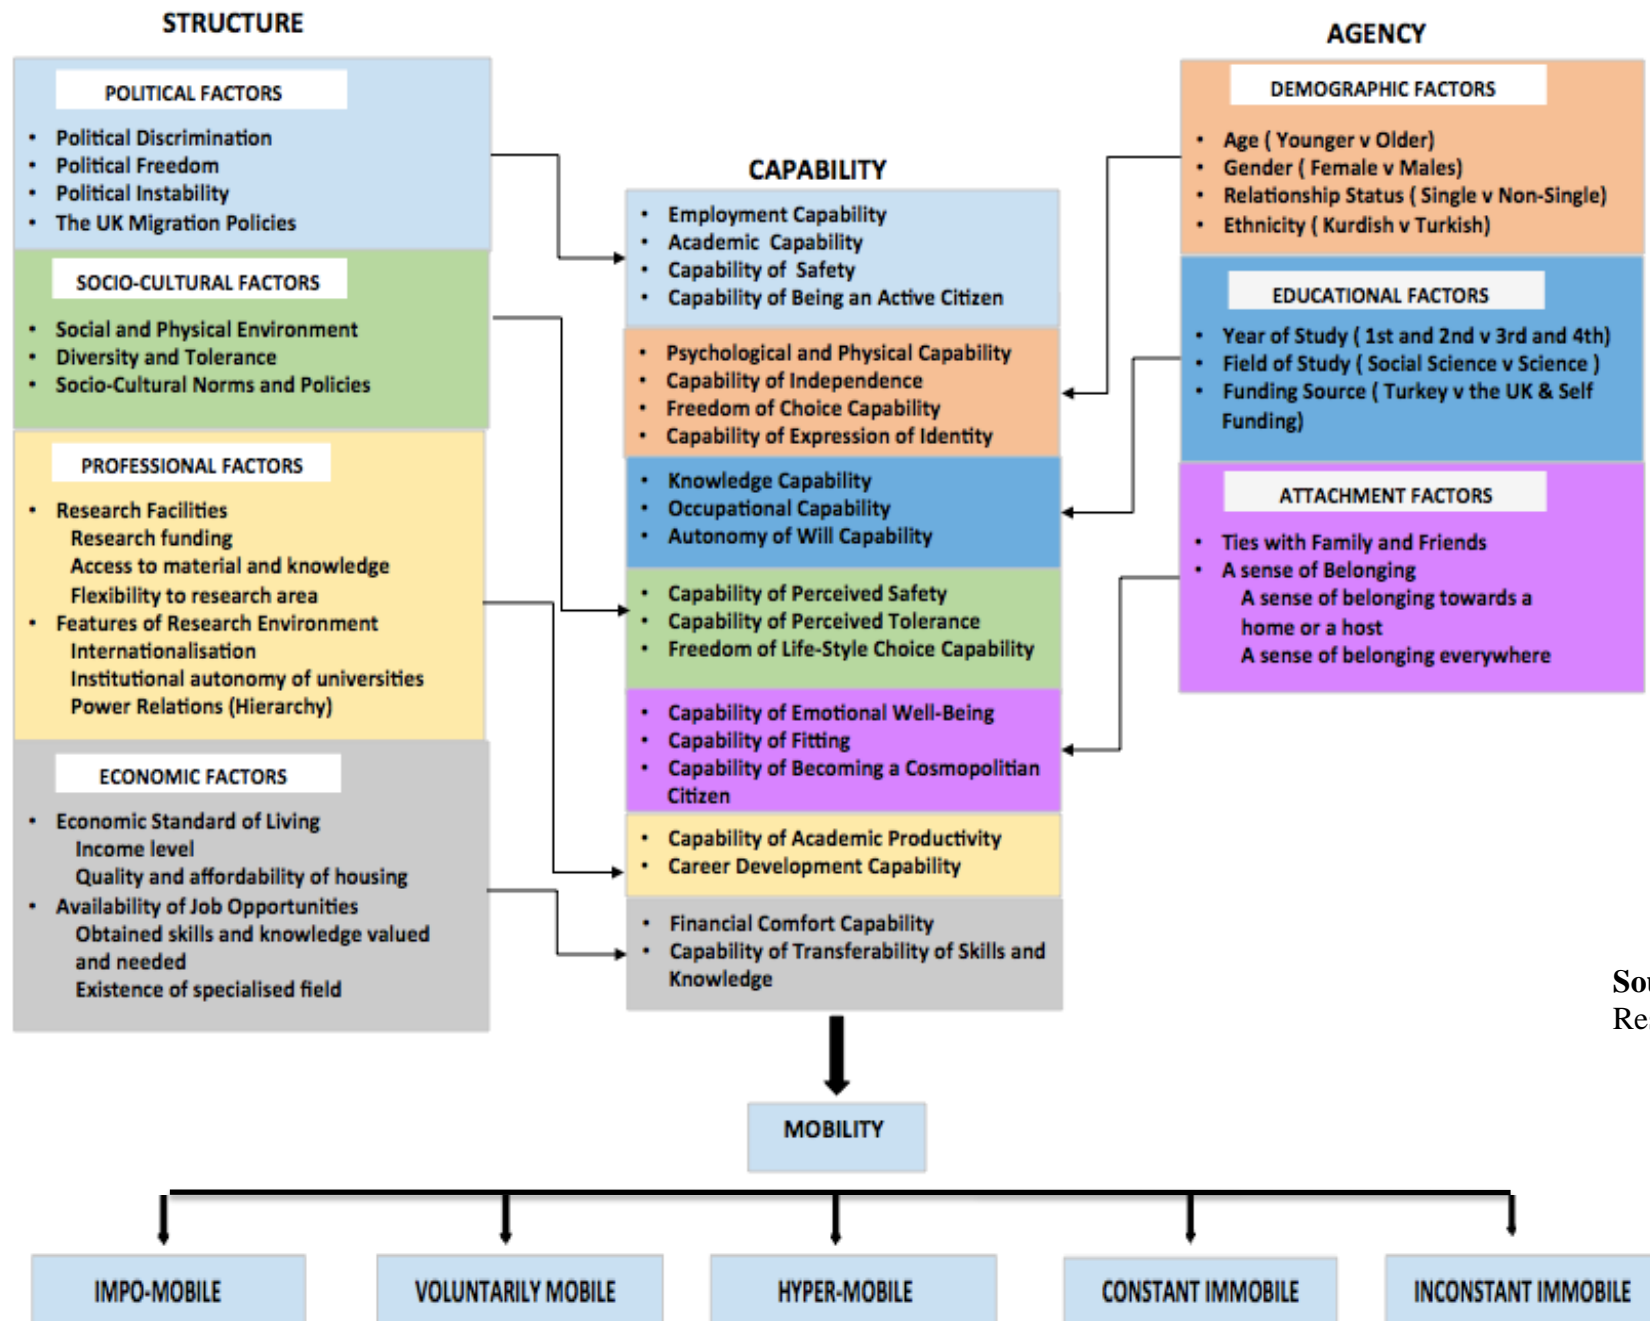 STRUCTURE
POLITICAL FACTORS
• Political Discrimination
• Political Freedom
• Political Instability
• The UK Migration Policies
SOCIO-CULTURAL FACTORS
• Social and Physical Environment
• Diversity and Tolerance
• Socio-Cultural Norms and Policies
PROFESSIONAL FACTORS
• Research Facilities
Research funding
Access to material and knowledge
Flexibility to research area
• Features of Research Environment
Internationalisation
Institutional autonomy of universities
Power Relations (Hierarchy)
ECONOMIC FACTORS
• Economic Standard of Living
Income level
Quality and affordability of housing
• Availability of Job Opportunities
Obtained skills and knowledge valued
and needed
Existence of specialised field
CAPABILITY
• Employment Capability
• Academic Capability
• Capability of Safety
• Capability of Being an Active Citizen
• Psychological and Physical Capability
• Capability of Independence
• Freedom of Choice Capability
• Capability of Expression of Identity
• Knowledge Capability
• Occupational Capability
• Autonomy of Will Capability
• Capability of Perceived Safety
• Capability of Perceived Tolerance
• Freedom of Life-Style Choice Capability
• Capability of Emotional Well-Being
• Capability of Fitting
• Capability of Becoming a Cosmopolitian
Citizen
• Capability of Academic Productivity
• Career Development Capability
• Financial Comfort Capability
• Capability of Transferability of Skills and
Knowledge
AGENCY
DEMOGRAPHIC FACTORS
• Age ( Younger v Older)
• Gender ( Female v Males)
• Relationship Status ( Single v Non-Single)
• Ethnicity ( Kurdish v Turkish)
EDUCATIONAL FACTORS
• Year of Study ( 1st and 2nd v 3rd and 4th)
• Field of Study ( Social Science v Science )
• Funding Source ( Turkey v the UK & Self
Funding)
ATTACHMENT FACTORS
• Ties with Family and Friends
• A sense of Belonging
A sense of belonging towards a
home or a host
A sense of belonging everywhere
MOBILITY
IMPO-MOBILE
VOLUNTARILY MOBILE
HYPER-MOBILE
CONSTANT IMMOBILE
INCONSTANT IMMOBILE